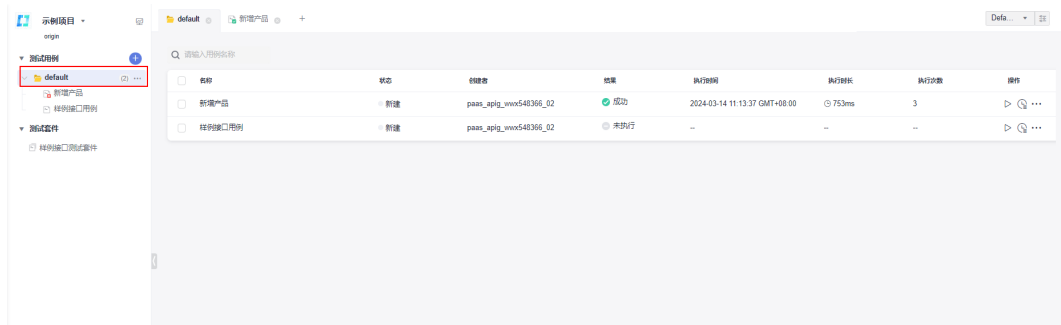 示例项目
origin
测试用例
default (2) ...
新增产品
样例接口用例
测试套件
样例接口测试套件
default 新增产品 +
Defa...
请输入用例名称
名称 状态 创建者 结果 执行时间 执行时长 执行次数 操作
新增产品 新建 paas_apig_wwx548366_02 成功 2024-03-14 11:13:37 GMT+08:00 753ms 3
样例接口用例 新建 paas_apig_wwx548366_02 未执行 -- -- --